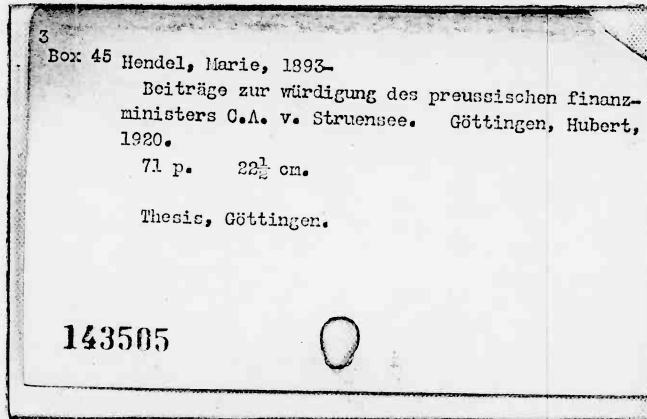 3
Box 45 Hendel, Marie, 1893-
Beiträge zur würdigung des preussischen finanz-
ministers C.A. v. Struensee. Göttingen, Hubert,
1920.
71 p. 22½ cm.
Thesis, Göttingen.
143505